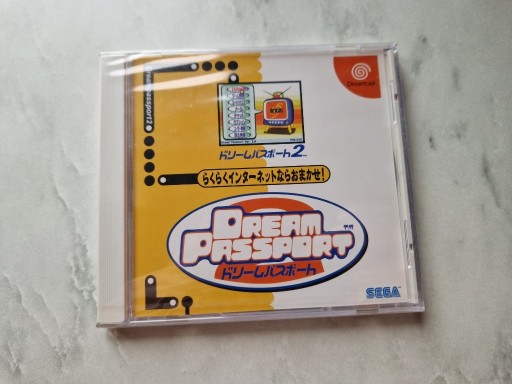 Dreampassport2
Dreamcast
ドリームパスポート2
らくらくインターネットならおまかせ!
DREAM
PASSPORT TM
ドリームパスポート
SEGA